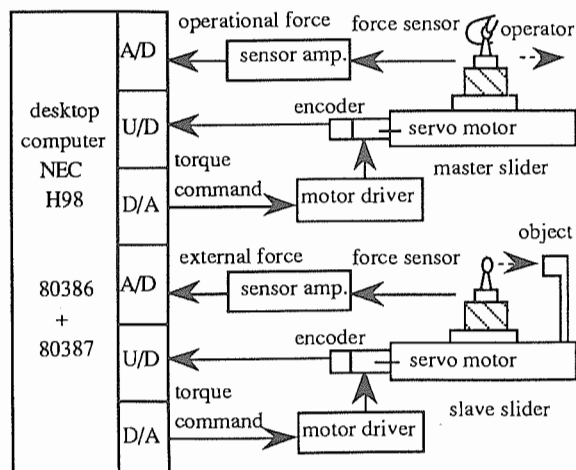 operational force
force sensor
operator
A/D
sensor amp.
desktop
computer
NEC
H98
80386
+
80387
U/D
encoder
servo motor
torque
command
master slider
D/A
motor driver
object
external force
force sensor
A/D
sensor amp.
U/D
encoder
servo motor
torque
command
slave slider
D/A
motor driver